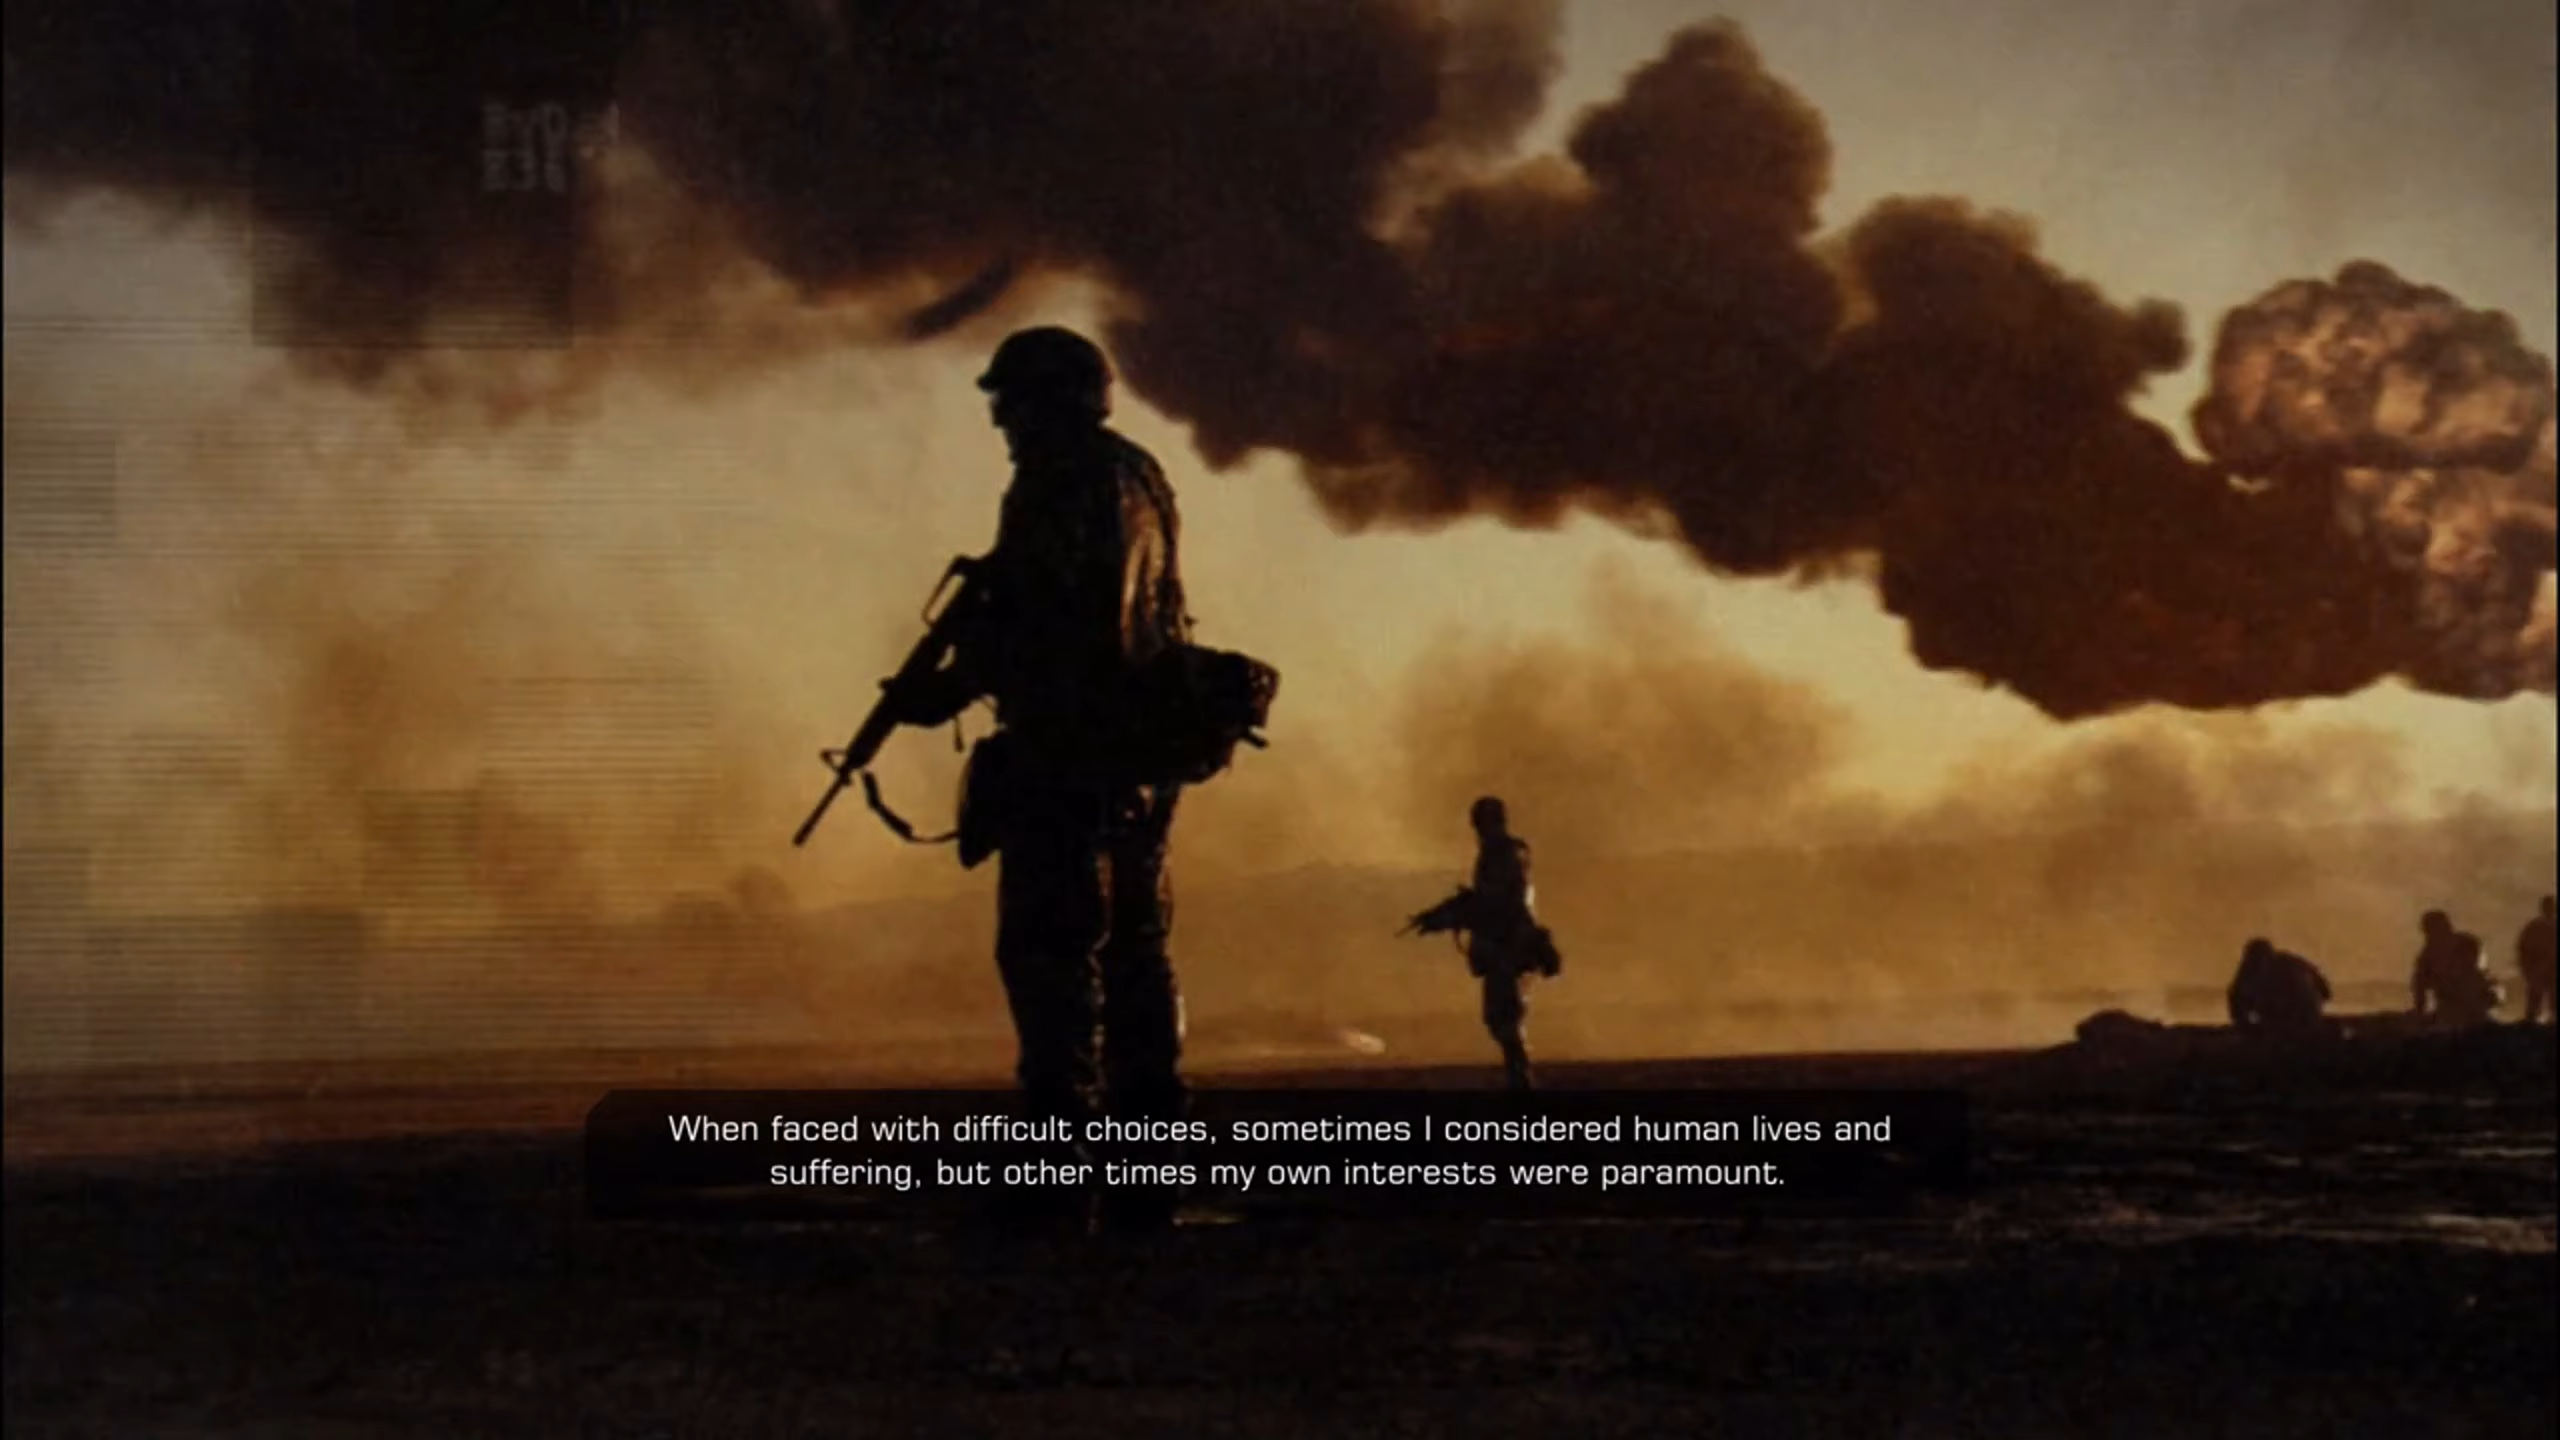 When faced with difficult choices, sometimes I considered human lives and
suffering, but other times my own interests were paramount.